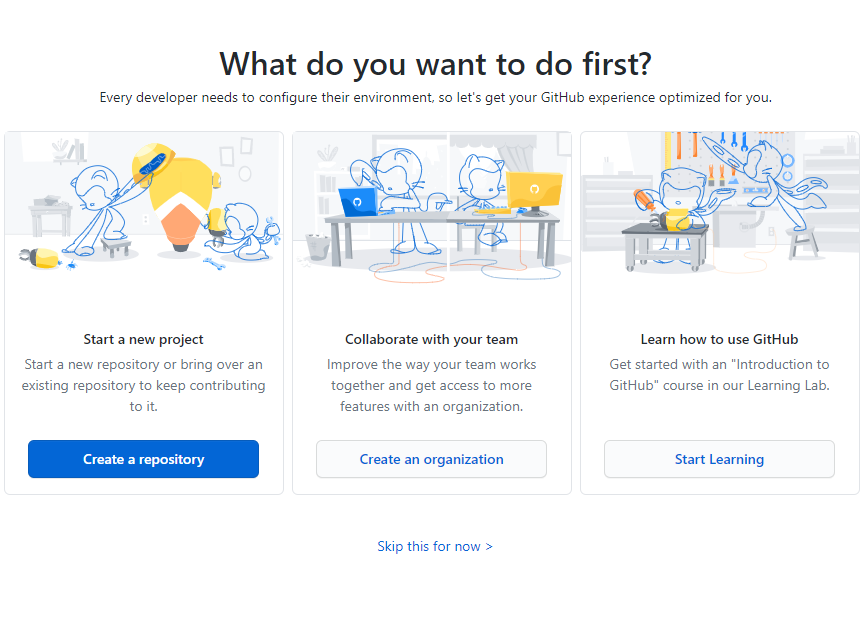 What do you want to do first?
Every developer needs to configure their environment, so let's get your GitHub experience optimized for you.
Start a new project
Start a new repository or bring over an
existing repository to keep contributing
to it.
Create a repository
Collaborate with your team
Improve the way your team works
together and get access to more
features with an organization.
Create an organization
Learn how to use GitHub
Get started with an "Introduction to
GitHub" course in our Learning Lab.
Start Learning
Skip this for now >